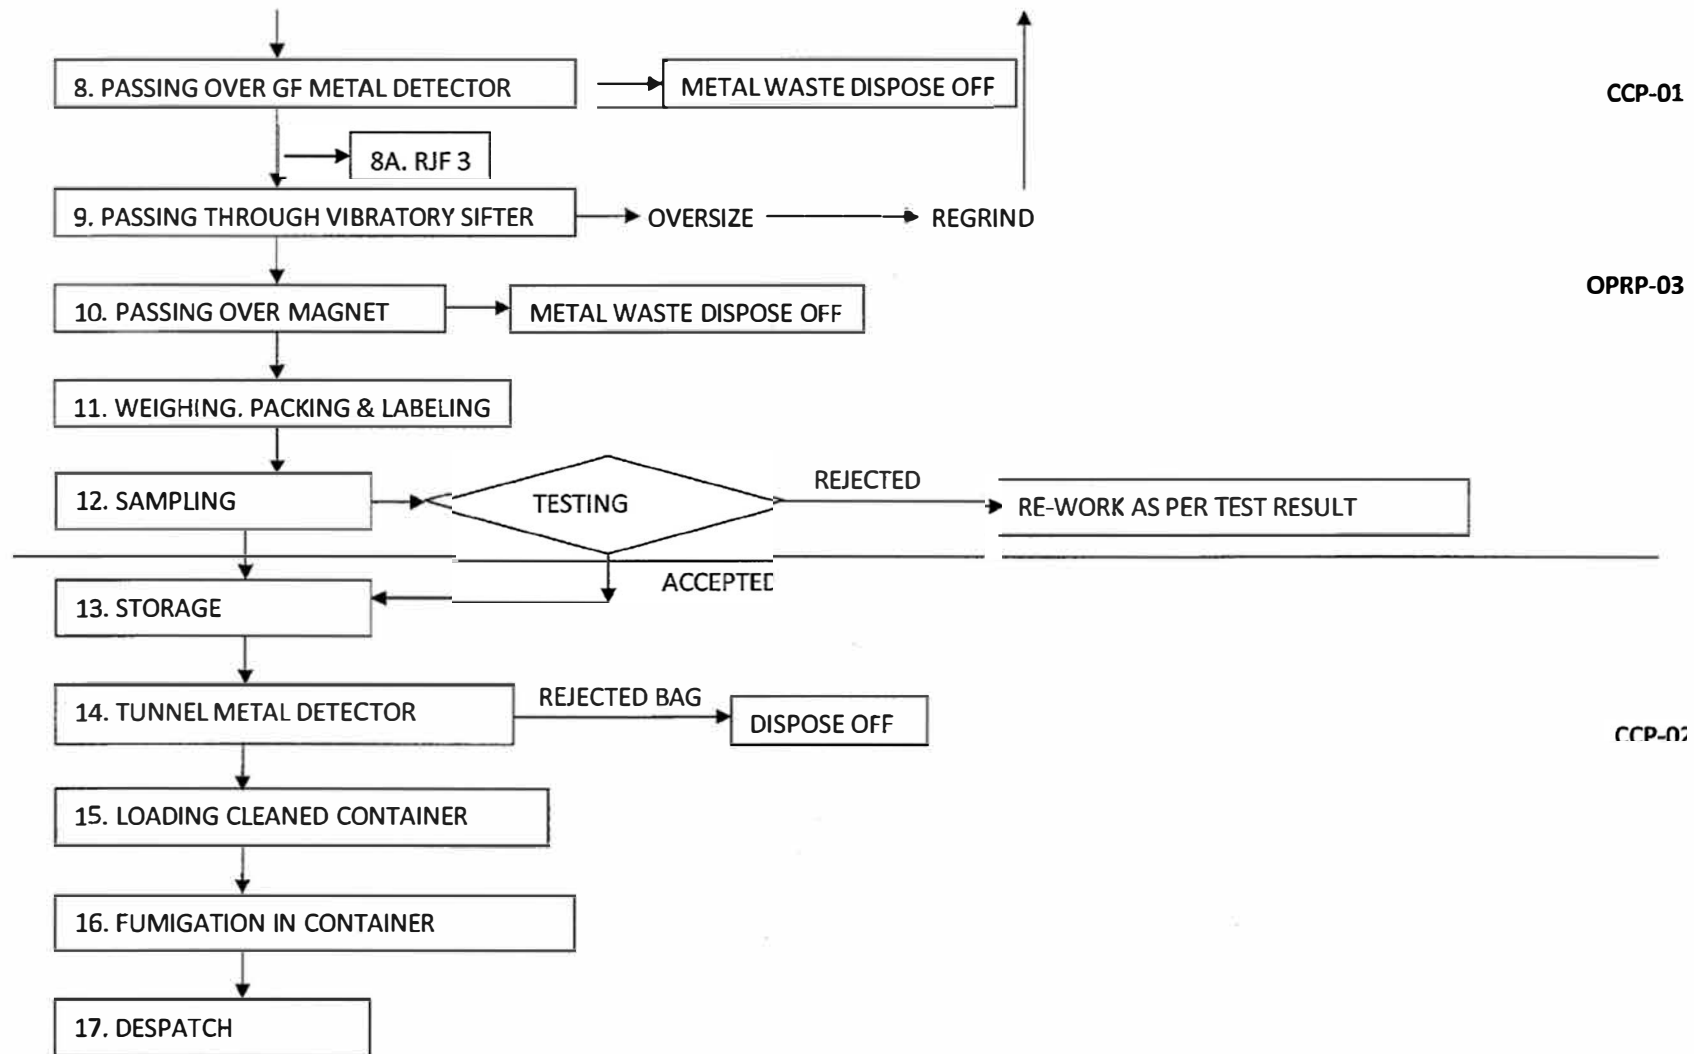 8. PASSING OVER GF METAL DETECTOR
METAL WASTE DISPOSE OFF
CCP-01
8A. RJF 3
9. PASSING THROUGH VIBRATORY SIFTER
OVERSIZE
REGRIND
OPRP-03
10. PASSING OVER MAGNET
METAL WASTE DISPOSE OFF
11. WEIGHING. PACKING & LABELING
12. SAMPLING
TESTING
REJECTED
RE-WORK AS PER TEST RESULT
ACCEPTED
13. STORAGE
14. TUNNEL METAL DETECTOR
REJECTED BAG
DISPOSE OFF
CCP-02
15. LOADING CLEANED CONTAINER
16. FUMIGATION IN CONTAINER
17. DESPATCH